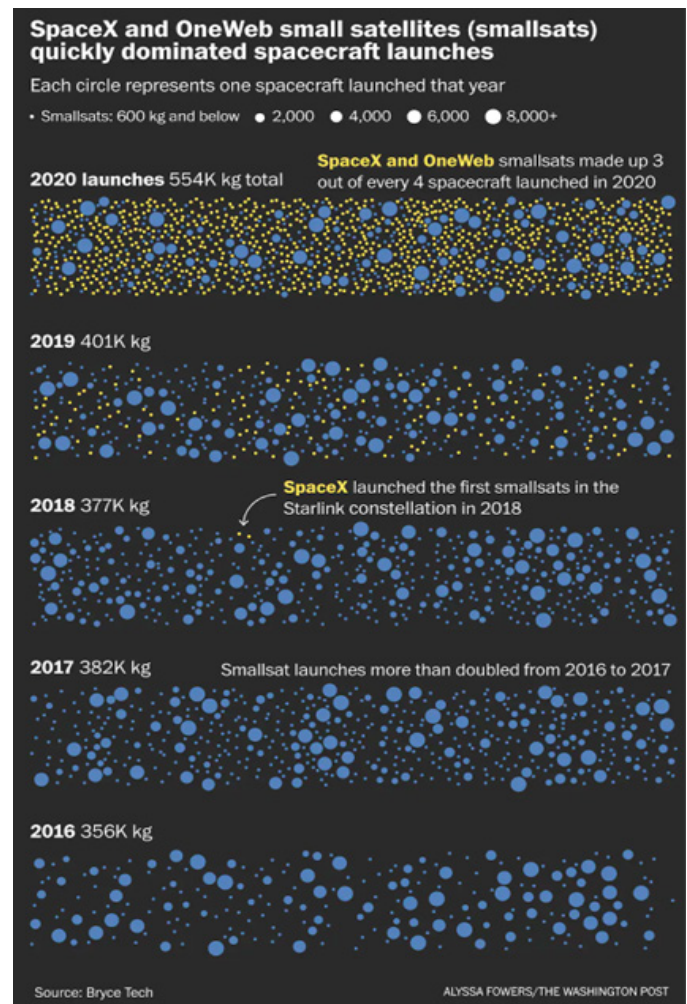 SpaceX and OneWeb small satellites (smallsats)
quickly dominated spacecraft launches
Each circle represents one spacecraft launched that year
Smallsats: 600 kg and below 2,000 4,000 6,000 8,000+
SpaceX and OneWeb smallsats made up 3
out of every 4 spacecraft launched in 2020
2020 launches 554K kg total
2019 401K kg
SpaceX launched the first smallsats in the
Starlink constellation in 2018
2018 377K kg
2017 382K kg
Smallsat launches more than doubled from 2016 to 2017
2016 356K kg
Source: Bryce Tech
ALYSSA FOWERS/THE WASHINGTON POST